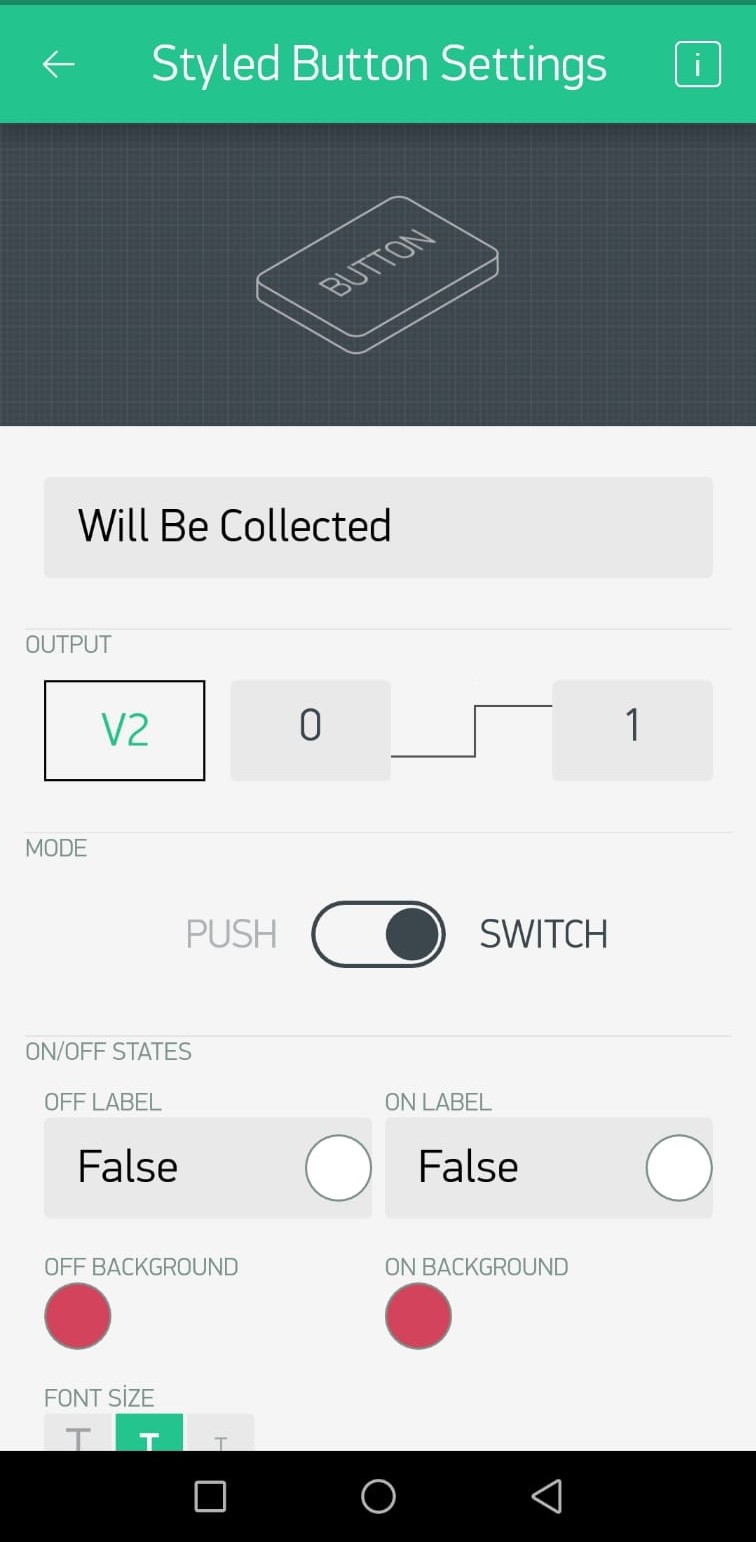 Styled Button Settings
i
BUTTON
Will Be Collected
OUTPUT
V2 0 1
MODE
PUSH SWITCH
ON/OFF STATES
OFF LABEL ON LABEL
False False
OFF BACKGROUND ON BACKGROUND
FONT SİZE
T T T